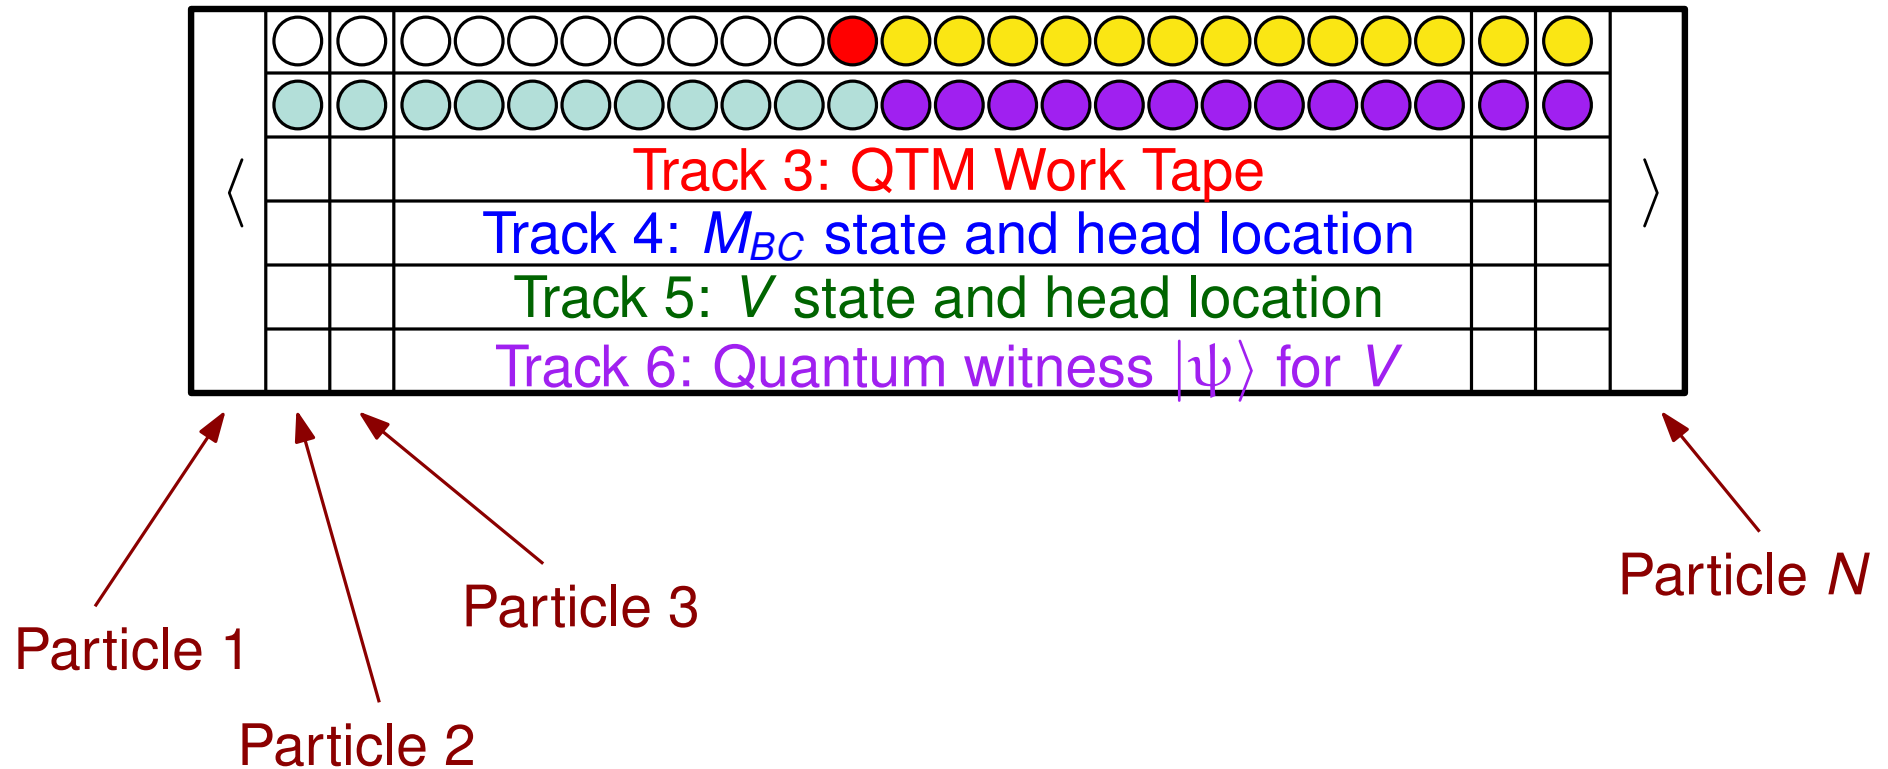 Track 3: QTM Work Tape
⟨ ⟩
Track 4: M_BC state and head location
Track 5: V state and head location
Track 6: Quantum witness |ψ⟩ for V
Particle 1
Particle 2
Particle 3
Particle N